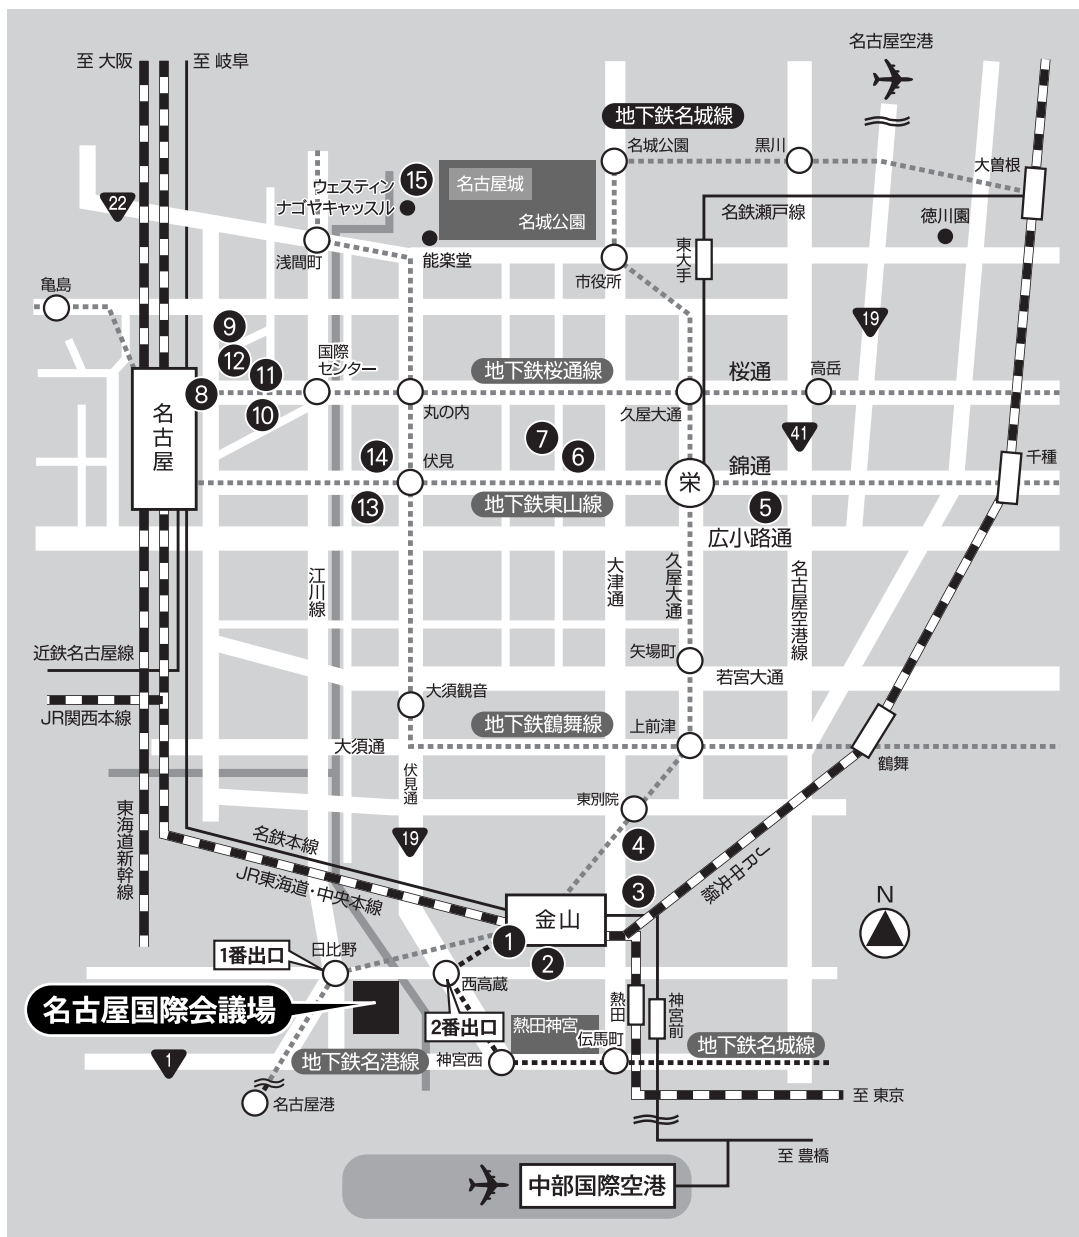 名古屋空港
至 大阪
至 岐阜
地下鉄名城線
名城公園
黒川
大曽根
ウェスティン
ナゴヤキャッスル
15
名古屋城
名城公園
22
名鉄瀬戸線
徳川園
浅間町
能楽堂
東大手
市役所
亀島
9
19
12
11
国際
センター
地下鉄桜通線
桜通
高岳
8
10
名古屋
丸の内
久屋大通
7
6
41
14
伏見
栄
錦通
千種
13
地下鉄東山線
5
広小路通
江川線
大津通
久屋大通
名古屋空港線
近鉄名古屋線
矢場町
若宮大通
JR関西本線
大須観音
地下鉄鶴舞線
上前津
大須通
鶴舞
伏見通
東海道新幹線
東別院
名鉄本線
19
4
JR東海道・中央本線
JR中央線
3
金山
N
1
2
1番出口
日比野
西高蔵
名古屋国際会議場
2番出口
熱田
神宮前
熱田神宮
伝馬町
地下鉄名城線
1
地下鉄名港線
神宮西
名古屋港
至 東京
至 豊橋
中部国際空港